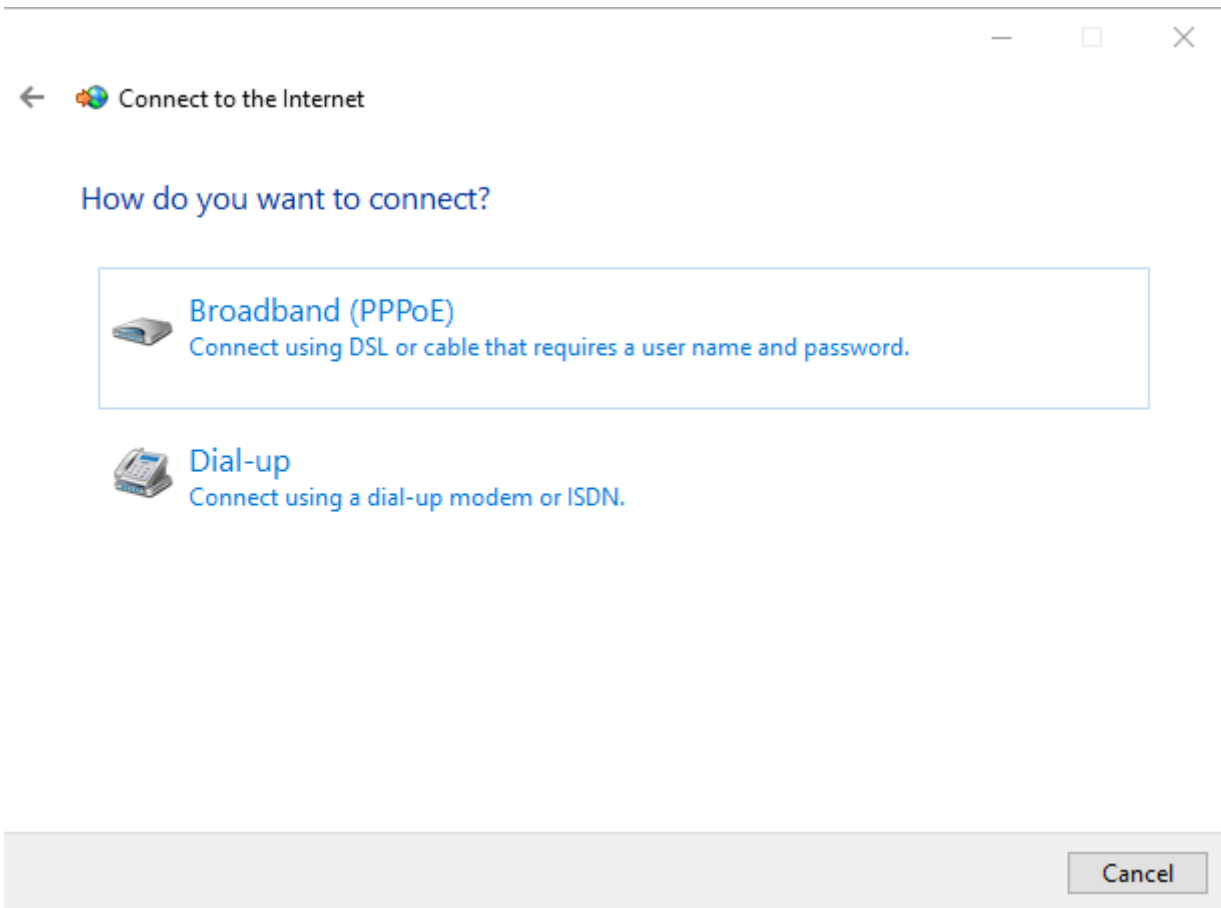 Connect to the Internet
How do you want to connect?
Broadband (PPPoE)
Connect using DSL or cable that requires a user name and password.
Dial-up
Connect using a dial-up modem or ISDN.
Cancel